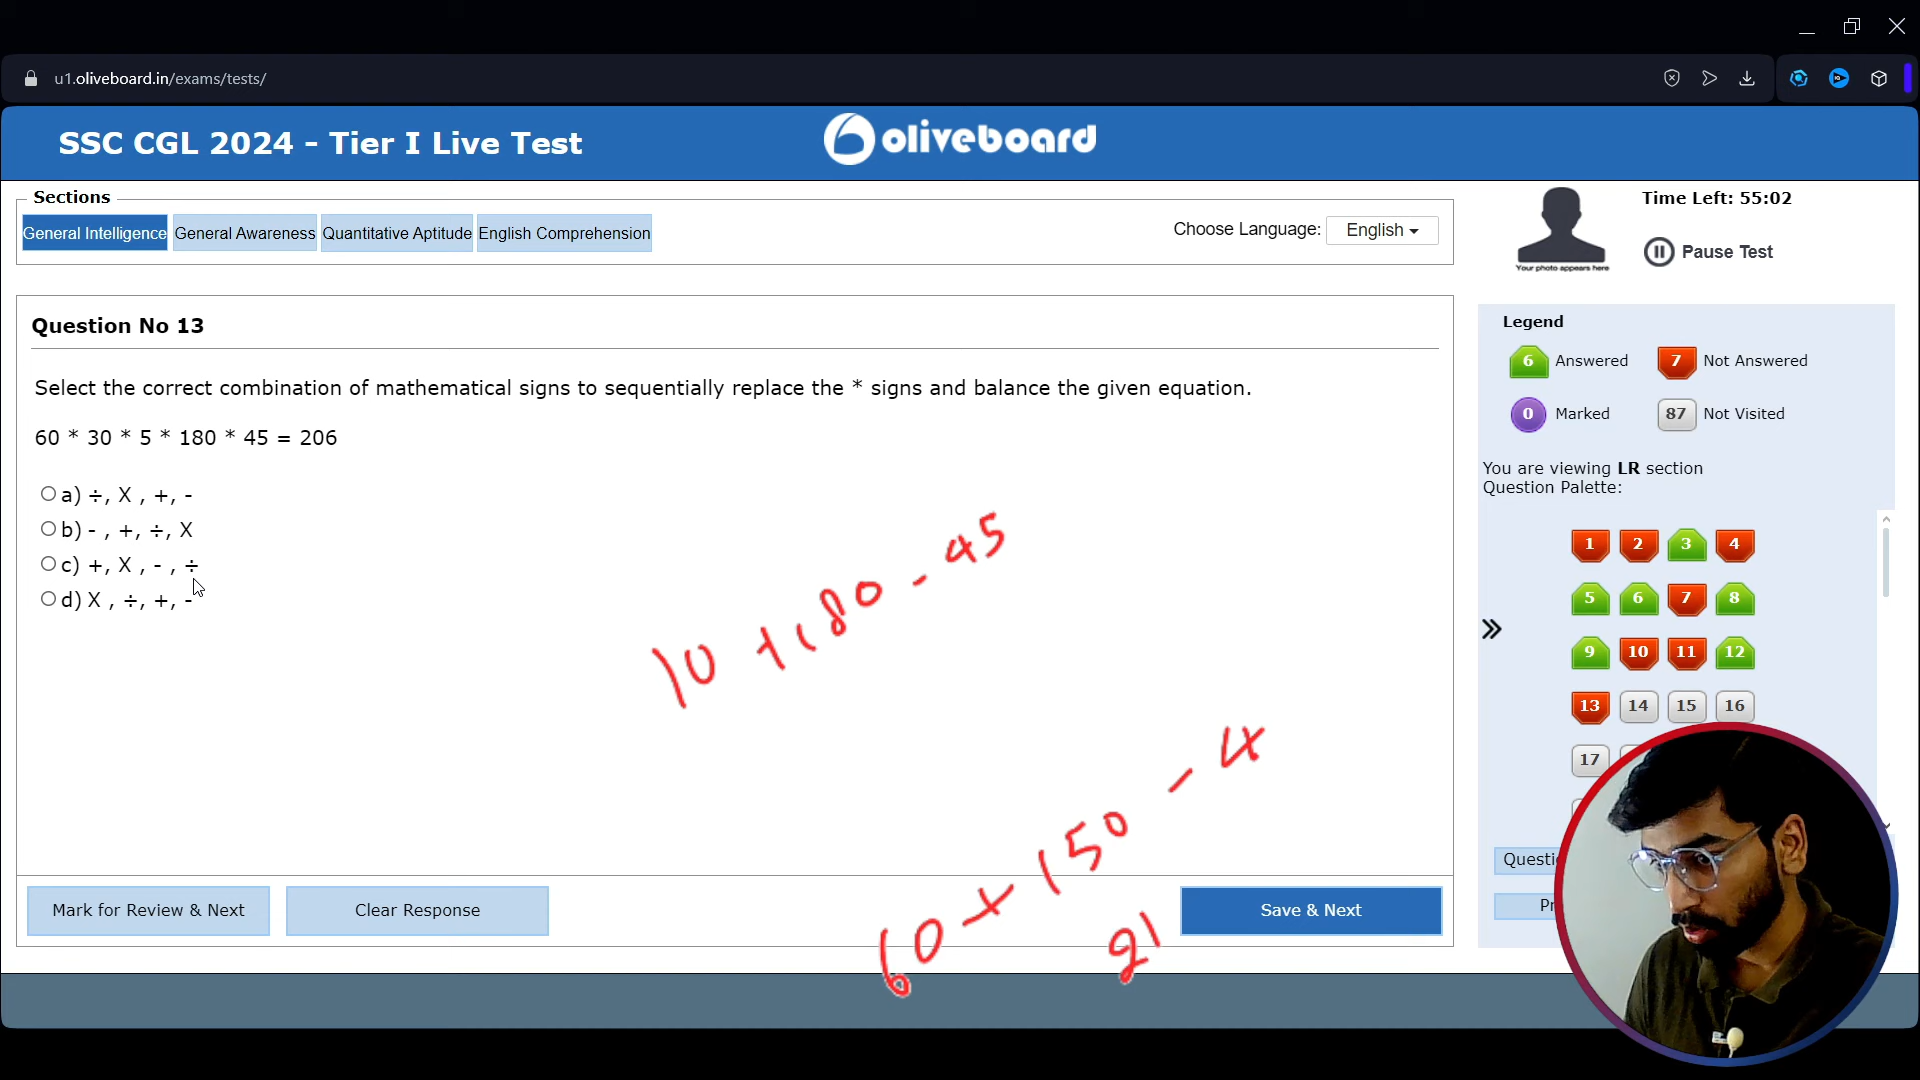 u1.oliveboard.in/exams/tests/
SSC CGL 2024 - Tier I Live Test
oliveboard
Sections
General Intelligence
General Awareness
Quantitative Aptitude
English Comprehension
Choose Language:
English
Your photo appears here
Time Left: 55:02
Pause Test
Question No 13
Select the correct combination of mathematical signs to sequentially replace the * signs and balance the given equation.
60 * 30 * 5 * 180 * 45 = 206
a) ÷, X , +, -
b) - , +, ÷, X
c) +, X , - , ÷
d) X , ÷, +, -
10 + 180 - 45
60 + 150 - 4
21
Mark for Review & Next
Clear Response
Save & Next
Legend
6 Answered
7 Not Answered
0 Marked
87 Not Visited
You are viewing LR section
Question Palette:
1 2 3 4
5 6 7 8
9 10 11 12
13 14 15 16
17